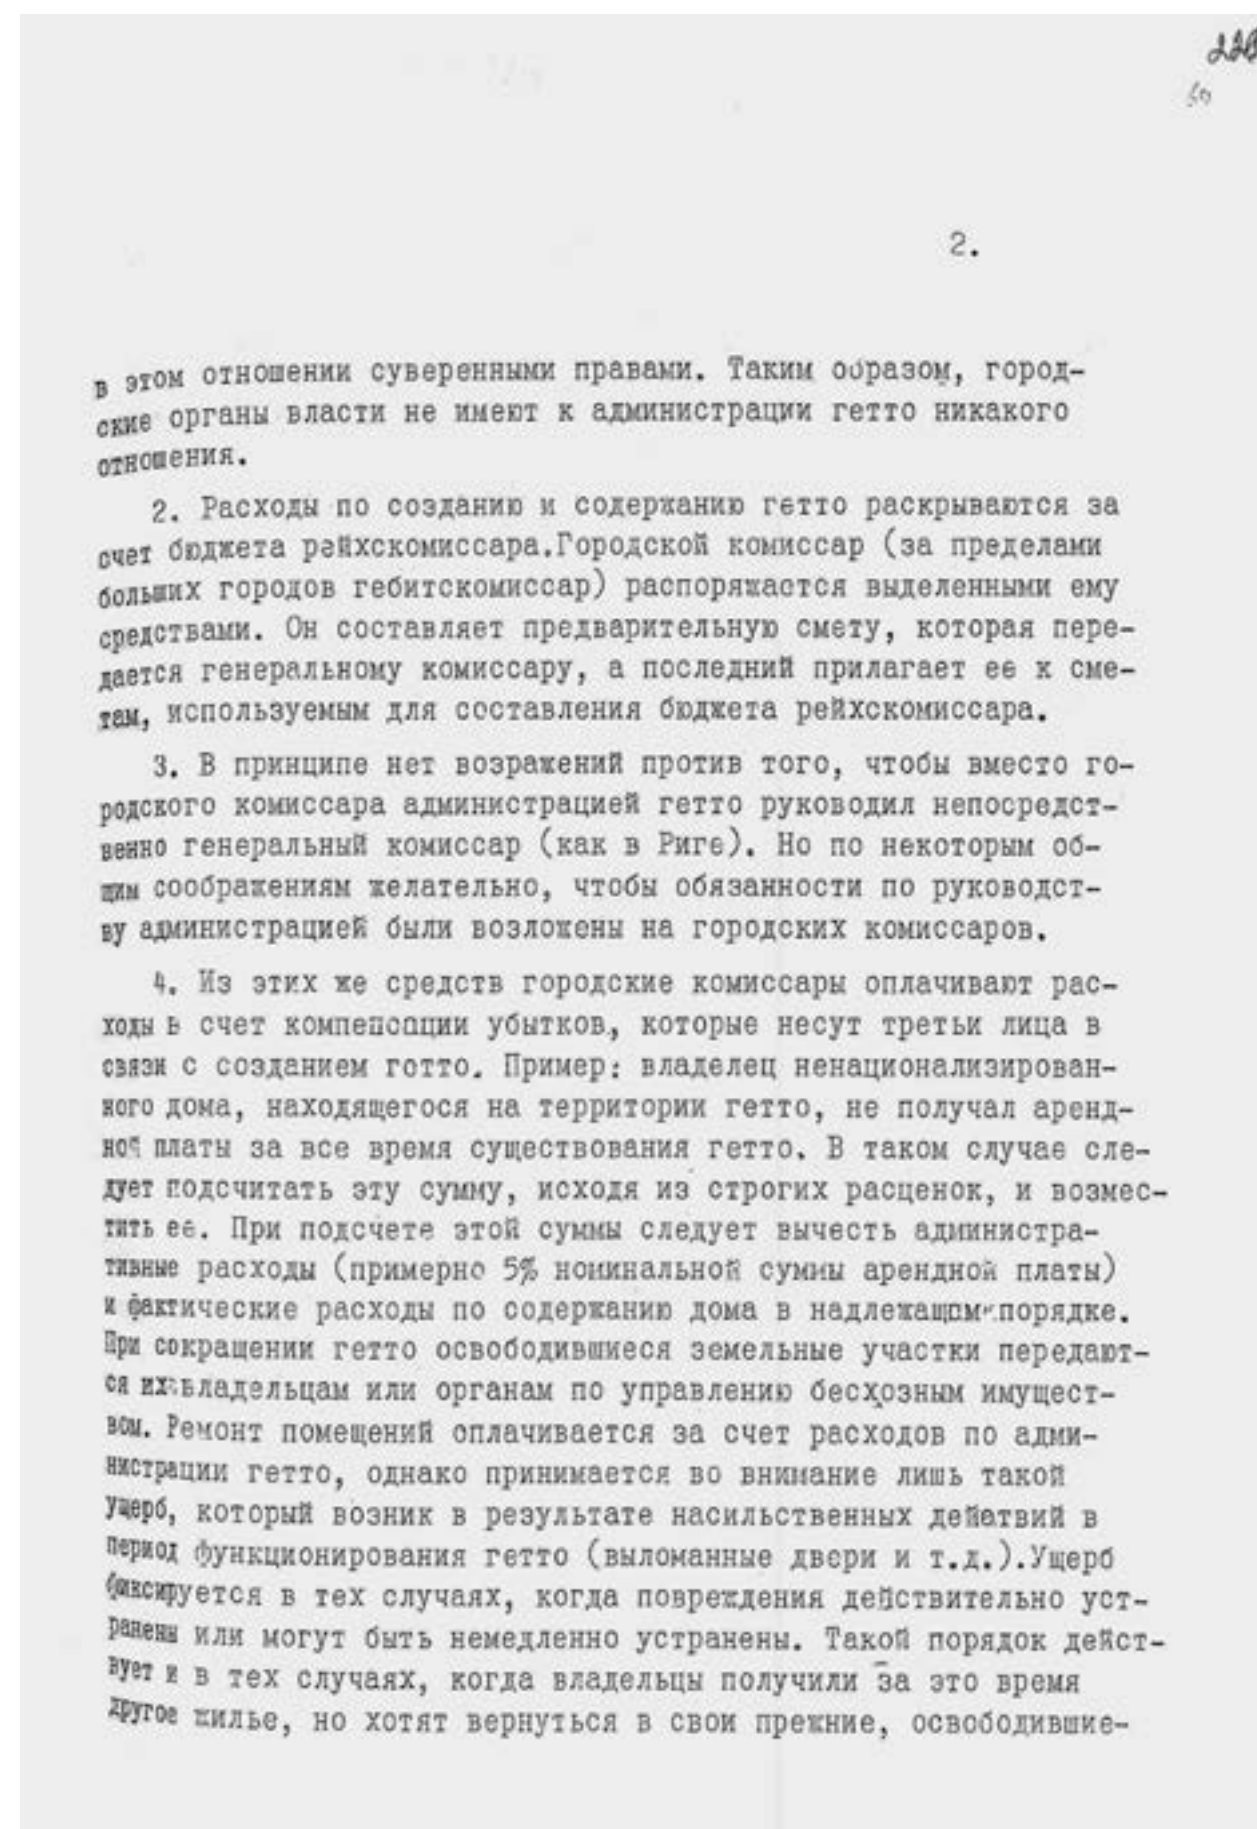 2.
в этом отношении суверенными правами. Таким образом, город-
ские органы власти не имеют к администрации гетто никакого
отношения.
2. Расходы по созданию и содержанию гетто раскрываются за
счет бюджета рейхскомиссара.Городской комиссар (за пределами
больших городов гебитскомиссар) распоряжается выделенными ему
средствами. Он составляет предварительную смету, которая пере-
дается генеральному комиссару, а последний прилагает ее к сме-
там, используемым для составления бюджета рейхскомиссара.
3. В принципе нет возражений против того, чтобы вместо го-
родского комиссара администрацией гетто руководил непосредст-
венно генеральный комиссар (как в Риге). Но по некоторым об-
щим соображениям желательно, чтобы обязанности по руководст-
ву администрацией были возложены на городских комиссаров.
4. Из этих же средств городские комиссары оплачивают рас-
ходы в счет компенсации убытков, которые несут третьи лица в
связи с созданием гетто. Пример: владелец ненационализирован-
ного дома, находящегося на территории гетто, не получал аренд-
ной платы за все время существования гетто. В таком случае сле-
дует подсчитать эту сумму, исходя из строгих расценок, и возмес-
тить ее. При подсчете этой суммы следует вычесть администра-
тивные расходы (примерно 5% номинальной суммы арендной платы)
и фактические расходы по содержанию дома в надлежащем порядке.
При сокращении гетто освободившиеся земельные участки передают-
ся их владельцам или органам по управлению бесхозным имущест-
вом. Ремонт помещений оплачивается за счет расходов по адми-
нистрации гетто, однако принимается во внимание лишь такой
ущерб, который возник в результате насильственных действий в
период функционирования гетто (выломанные двери и т.д.).Ущерб
фиксируется в тех случаях, когда повреждения действительно уст-
ранены или могут быть немедленно устранены. Такой порядок дейст-
вует и в тех случаях, когда владельцы получили за это время
другое жилье, но хотят вернуться в свои прежние, освободившие-